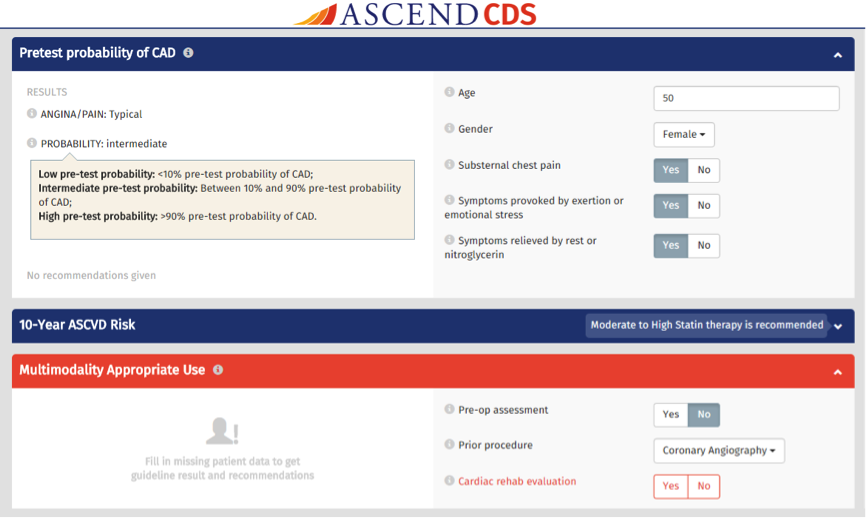 ASCEND CDS
Pretest probability of CAD
RESULTS
ANGINA/PAIN: Typical
PROBABILITY: intermediate
Low pre-test probability: <10% pre-test probability of CAD;
Intermediate pre-test probability: Between 10% and 90% pre-test probability
of CAD;
High pre-test probability: >90% pre-test probability of CAD.
No recommendations given
Age
50
Gender
Female
Substernal chest pain
Yes No
Symptoms provoked by exertion or
emotional stress
Yes No
Symptoms relieved by rest or
nitroglycerin
Yes No
10-Year ASCVD Risk
Moderate to High Statin therapy is recommended
Multimodality Appropriate Use
Fill in missing patient data to get
guideline result and recommendations
Pre-op assessment
Yes No
Prior procedure
Coronary Angiography
Cardiac rehab evaluation
Yes No